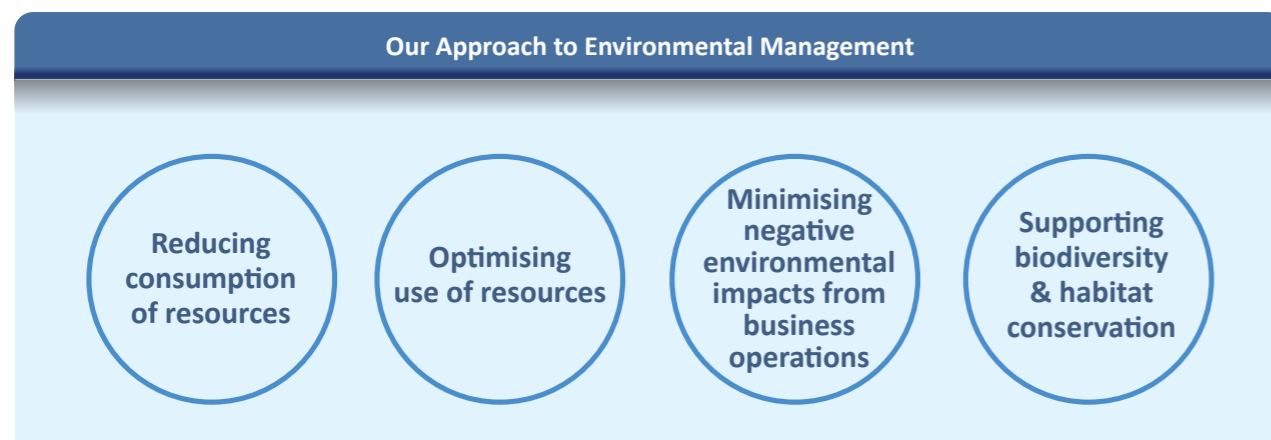 Our Approach to Environmental Management
Reducing
consumption
of resources
Optimising
use of resources
Minimising
negative
environmental
impacts from
business
operations
Supporting
biodiversity
& habitat
conservation